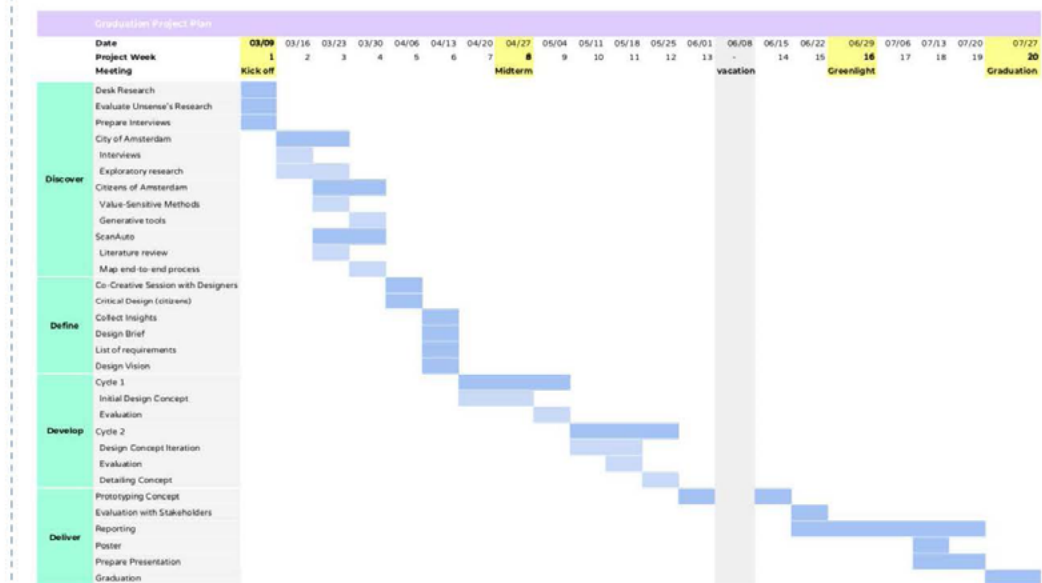 Graduation Project Plan
Date 03/09 03/16 03/23 03/30 04/06 04/13 04/20 04/27 05/04 05/11 05/18 05/25 06/01 06/08 06/15 06/22 06/29 07/06 07/13 07/20 07/27
Project Week 1 2 3 4 5 6 7 8 9 10 11 12 13 - 14 15 16 17 18 19 20
Meeting Kick off Midterm vacation Greenlight Graduation
Discover
Desk Research
Evaluate Unsense's Research
Prepare Interviews
City of Amsterdam
Interviews
Exploratory research
Citizens of Amsterdam
Value-Sensitive Methods
Generative tools
ScanAuto
Literature review
Map end-to-end process
Define
Co-Creative Session with Designers
Critical Design (citizens)
Collect Insights
Design Brief
List of requirements
Design Vision
Develop
Cycle 1
Initial Design Concept
Evaluation
Cycle 2
Design Concept Iteration
Evaluation
Detailing Concept
Deliver
Prototyping Concept
Evaluation with Stakeholders
Reporting
Poster
Prepare Presentation
Graduation